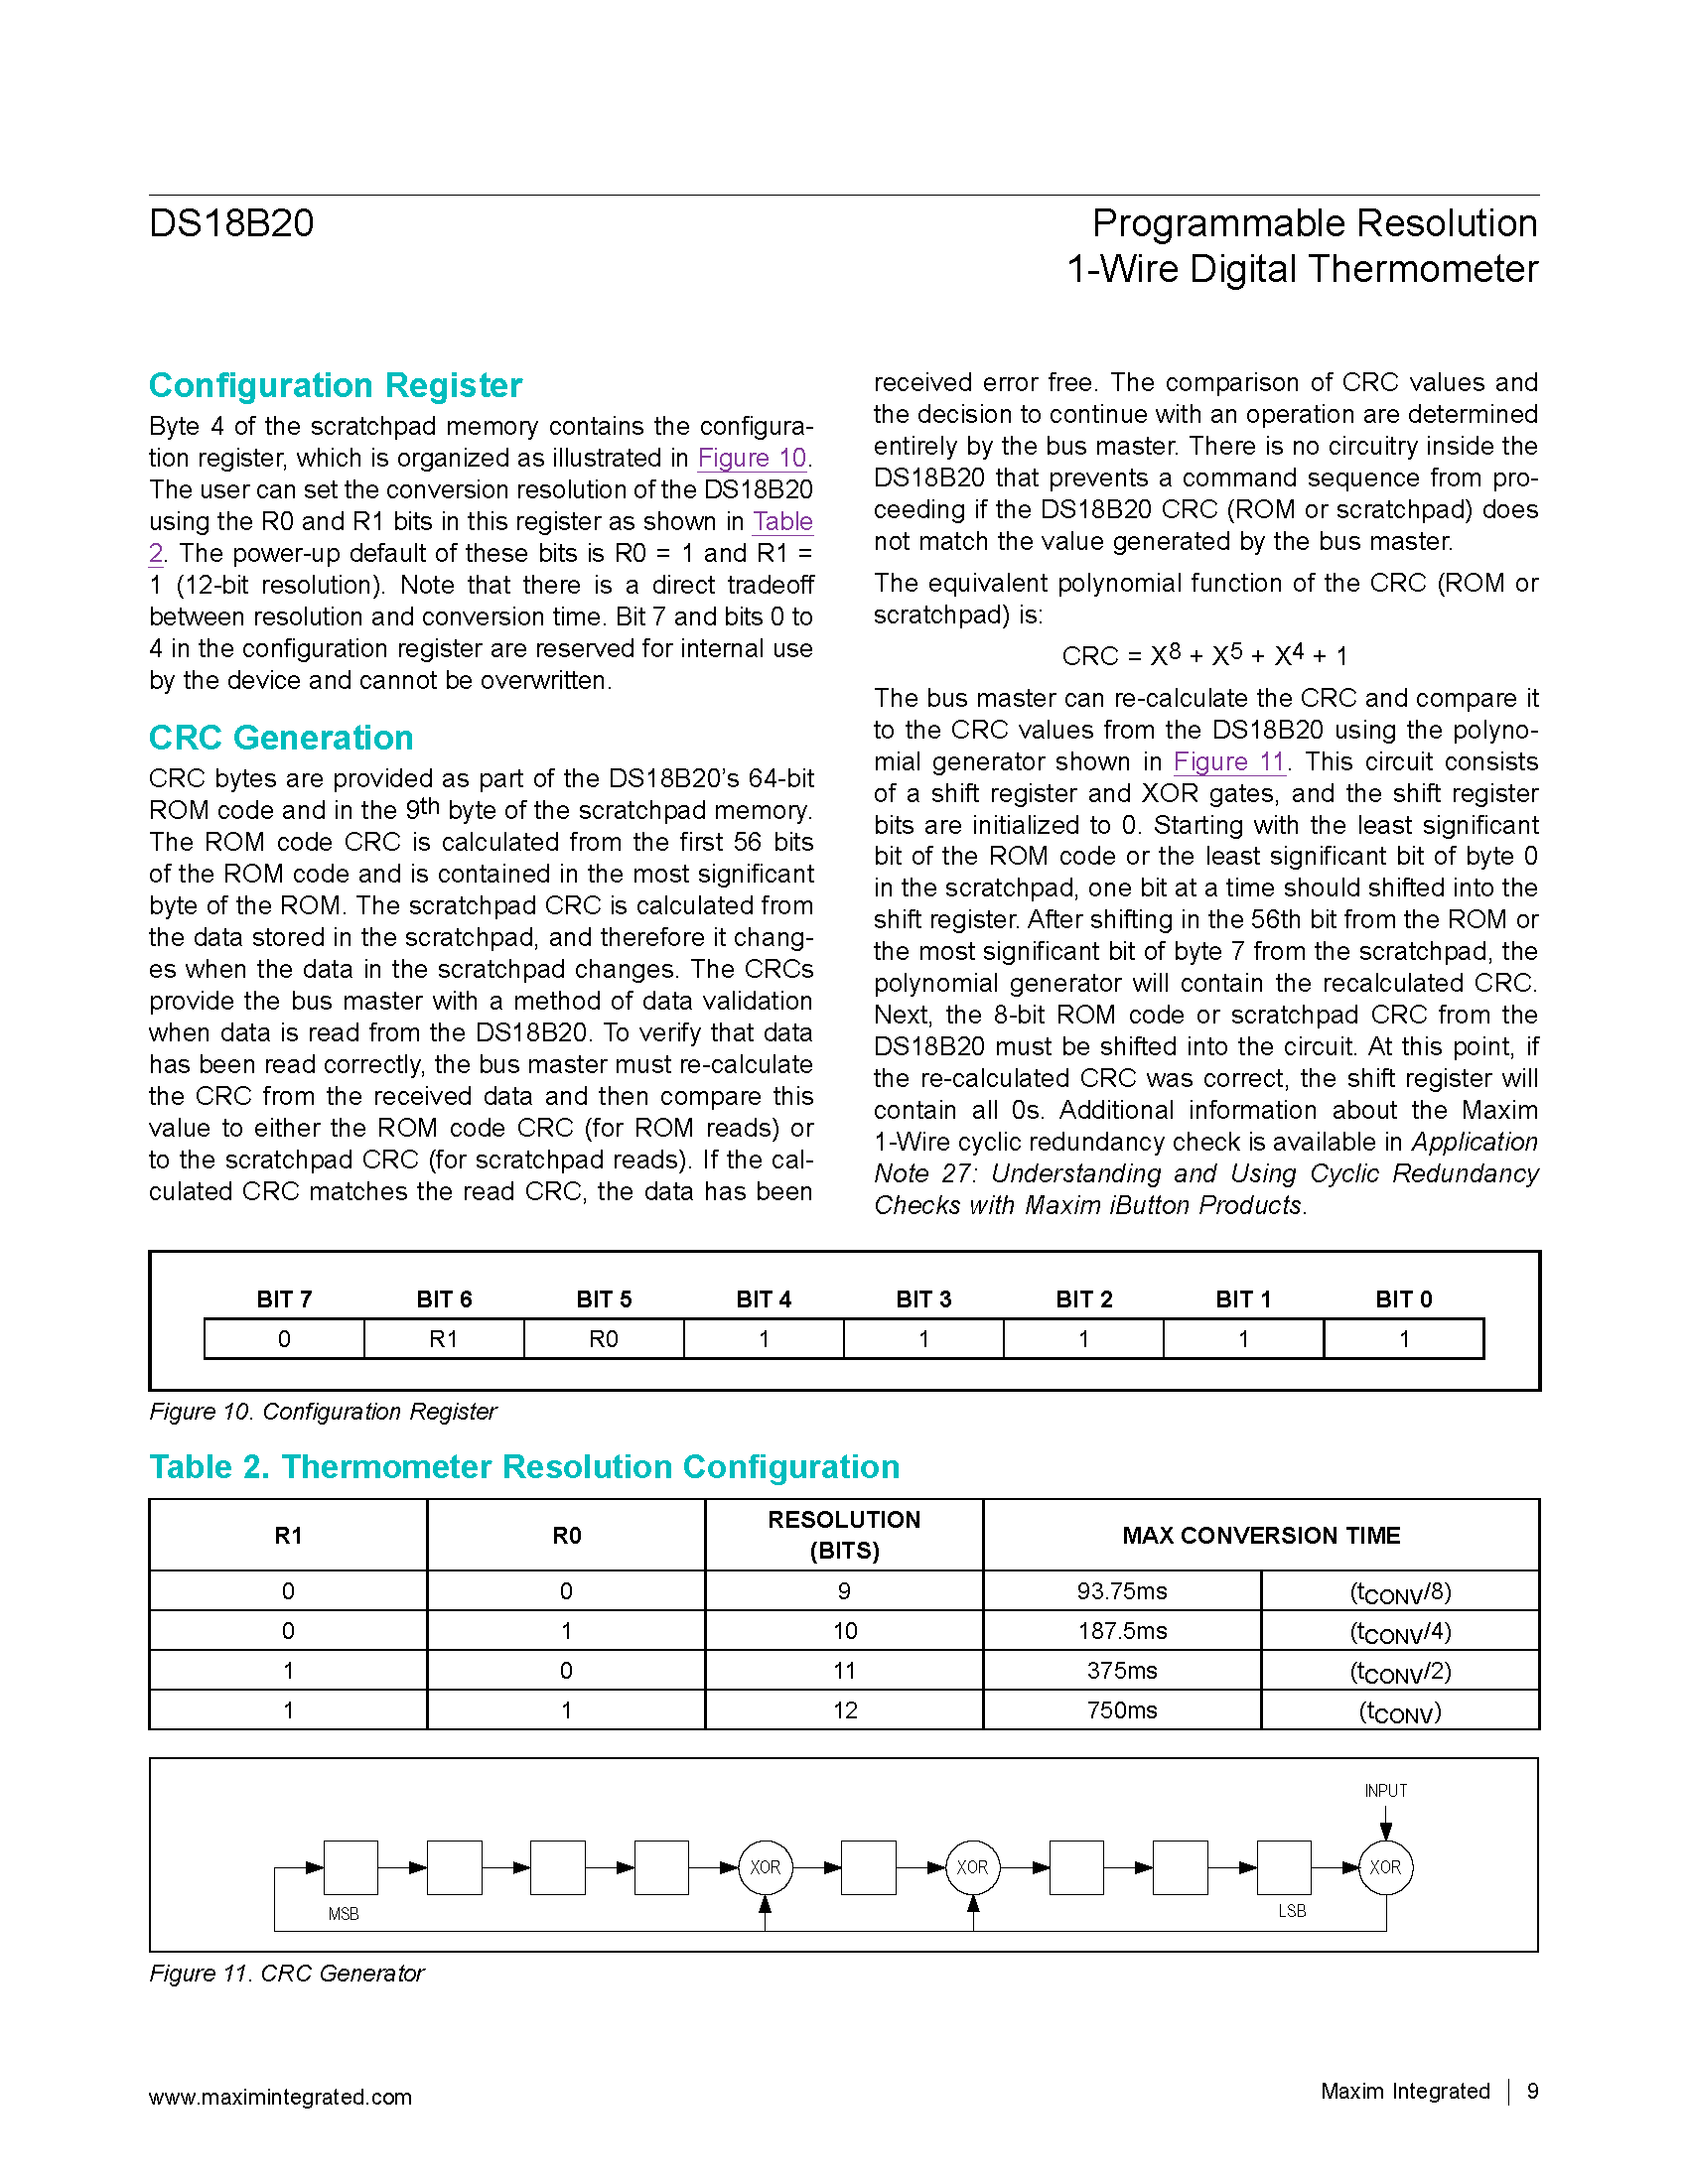 DS18B20
Programmable Resolution
1-Wire Digital Thermometer
Configuration Register
Byte 4 of the scratchpad memory contains the configura-
tion register, which is organized as illustrated in Figure 10.
The user can set the conversion resolution of the DS18B20
using the R0 and R1 bits in this register as shown in Table
2. The power-up default of these bits is R0 = 1 and R1 =
1 (12-bit resolution). Note that there is a direct tradeoff
between resolution and conversion time. Bit 7 and bits 0 to
4 in the configuration register are reserved for internal use
by the device and cannot be overwritten.
CRC Generation
CRC bytes are provided as part of the DS18B20’s 64-bit
ROM code and in the 9th byte of the scratchpad memory.
The ROM code CRC is calculated from the first 56 bits
of the ROM code and is contained in the most significant
byte of the ROM. The scratchpad CRC is calculated from
the data stored in the scratchpad, and therefore it chang-
es when the data in the scratchpad changes. The CRCs
provide the bus master with a method of data validation
when data is read from the DS18B20. To verify that data
has been read correctly, the bus master must re-calculate
the CRC from the received data and then compare this
value to either the ROM code CRC (for ROM reads) or
to the scratchpad CRC (for scratchpad reads). If the cal-
culated CRC matches the read CRC, the data has been
received error free. The comparison of CRC values and
the decision to continue with an operation are determined
entirely by the bus master. There is no circuitry inside the
DS18B20 that prevents a command sequence from pro-
ceeding if the DS18B20 CRC (ROM or scratchpad) does
not match the value generated by the bus master.
The equivalent polynomial function of the CRC (ROM or
scratchpad) is:
CRC = X8 + X5 + X4 + 1
The bus master can re-calculate the CRC and compare it
to the CRC values from the DS18B20 using the polyno-
mial generator shown in Figure 11. This circuit consists
of a shift register and XOR gates, and the shift register
bits are initialized to 0. Starting with the least significant
bit of the ROM code or the least significant bit of byte 0
in the scratchpad, one bit at a time should shifted into the
shift register. After shifting in the 56th bit from the ROM or
the most significant bit of byte 7 from the scratchpad, the
polynomial generator will contain the recalculated CRC.
Next, the 8-bit ROM code or scratchpad CRC from the
DS18B20 must be shifted into the circuit. At this point, if
the re-calculated CRC was correct, the shift register will
contain all 0s. Additional information about the Maxim
1-Wire cyclic redundancy check is available in Application
Note 27: Understanding and Using Cyclic Redundancy
Checks with Maxim iButton Products.
BIT 7 BIT 6 BIT 5 BIT 4 BIT 3 BIT 2 BIT 1 BIT 0
0 R1 R0 1 1 1 1 1
Figure 10. Configuration Register
Table 2. Thermometer Resolution Configuration
R1 R0 RESOLUTION (BITS) MAX CONVERSION TIME
0 0 9 93.75ms (tCONV/8)
0 1 10 187.5ms (tCONV/4)
1 0 11 375ms (tCONV/2)
1 1 12 750ms (tCONV)
INPUT
XOR XOR XOR
MSB LSB
Figure 11. CRC Generator
www.maximintegrated.com
Maxim Integrated | 9